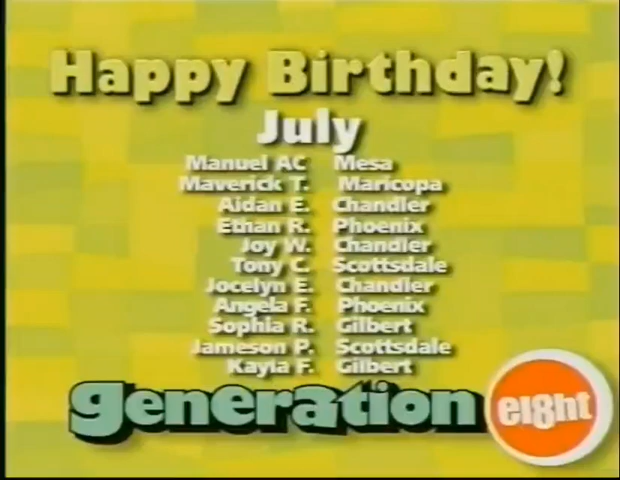 Happy Birthday!
July
Manuel AC Mesa
Maverick T. Maricopa
Aidan E. Chandler
Ethan R. Phoenix
Joy W. Chandler
Tony C. Scottsdale
Jocelyn E. Chandler
Angela F. Phoenix
Sophia R. Gilbert
Jameson P. Scottsdale
Kayla F. Gilbert
generation ei8ht